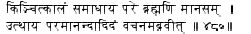 किञ्चित्कालं समाधाय परे ब्रह्मणि मानसम् ।
उत्थाय परमानन्दादिदं वचनमब्रवीत् ॥ ४८० ॥